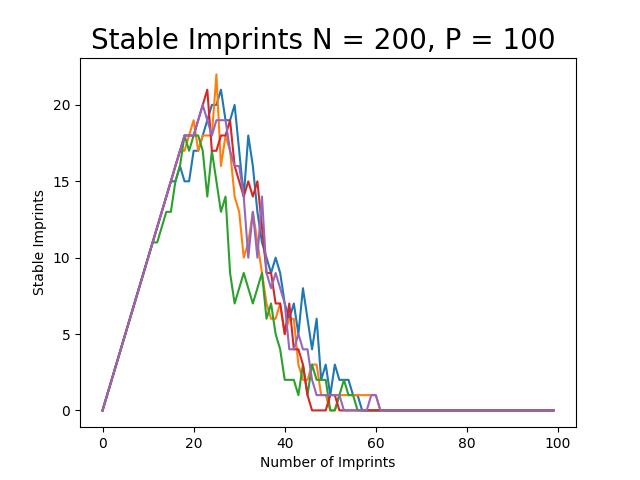 Stable Imprints N = 200, P = 100
Stable Imprints
20
15
10
5
0
0 20 40 60 80 100
Number of Imprints